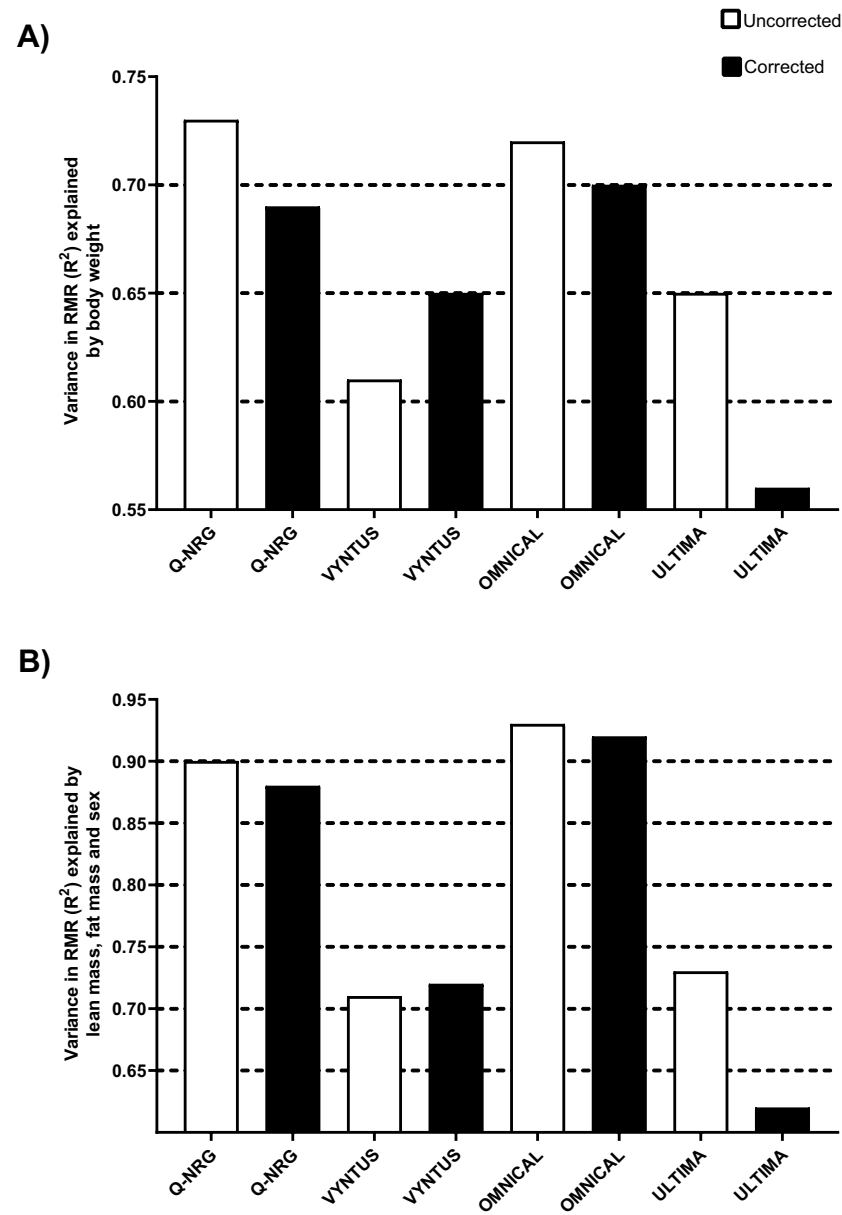 Uncorrected
A)
Corrected
0.75
0.70
0.65
0.60
0.55
Variance in RMR (R²) explained
by body weight
Q-NRG
Q-NRG
VYNTUS
VYNTUS
OMNICAL
OMNICAL
ULTIMA
ULTIMA
B)
0.95
0.90
0.85
0.80
0.75
0.70
0.65
Variance in RMR (R²) explained by
lean mass, fat mass and sex
Q-NRG
Q-NRG
VYNTUS
VYNTUS
OMNICAL
OMNICAL
ULTIMA
ULTIMA